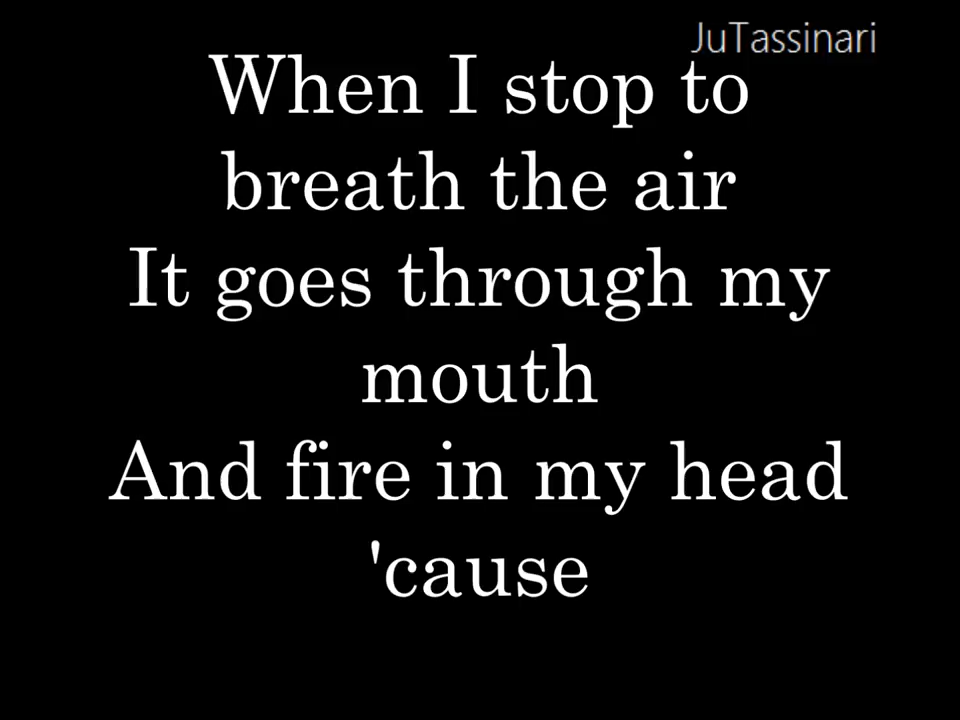 JuTassinari
When I stop to
breath the air
It goes through my
mouth
And fire in my head
'cause